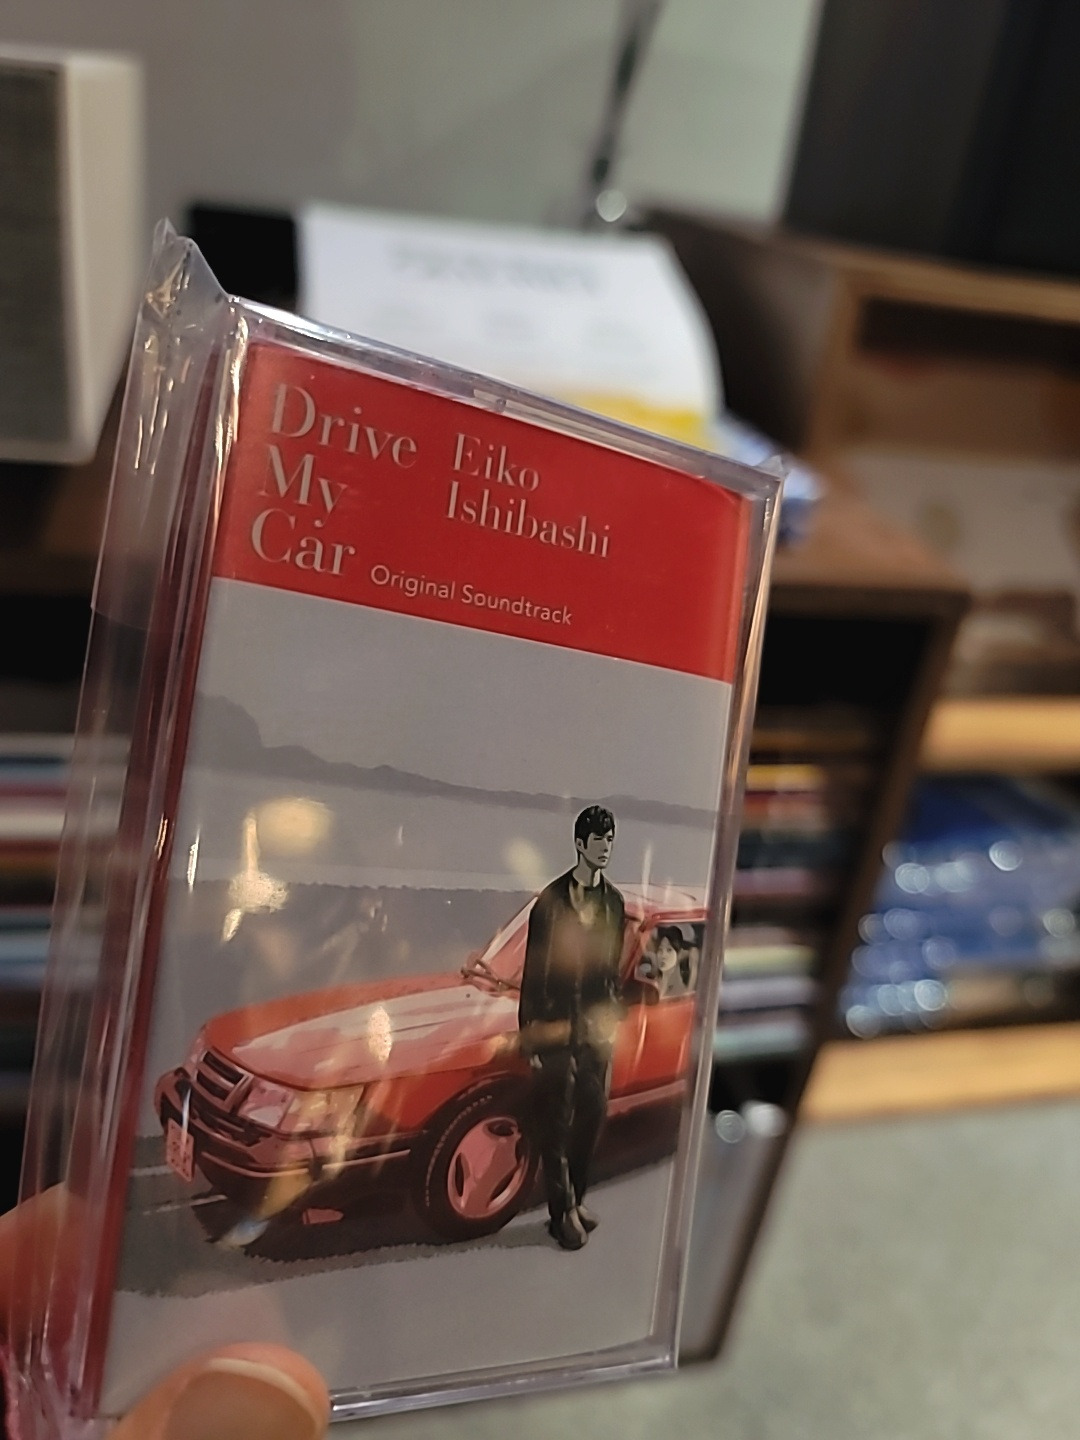 Drive
My
Car
Eiko
Ishibashi
Original Soundtrack